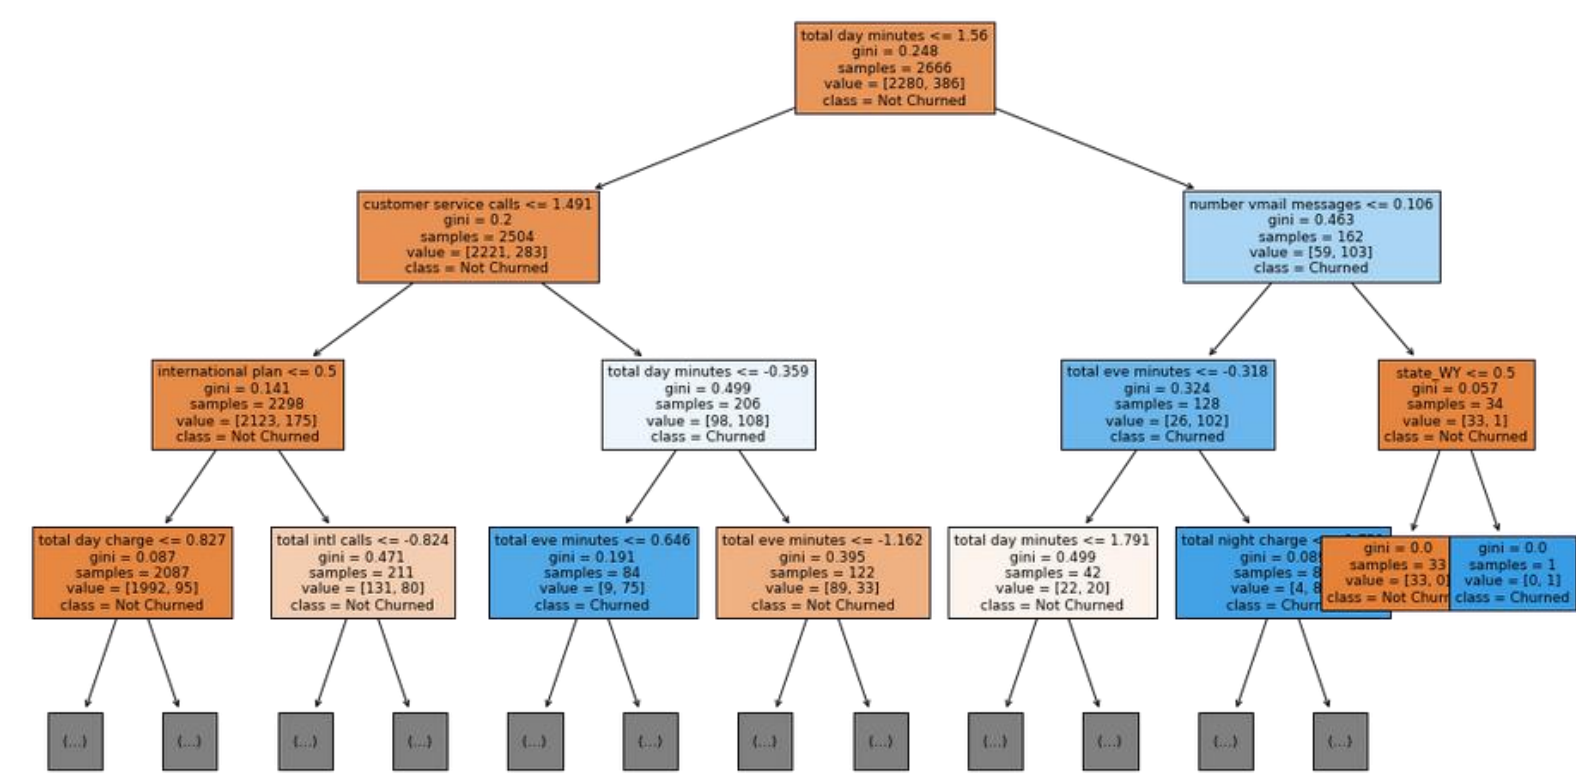 total day minutes <= 1.56
gini = 0.248
samples = 2666
value = [2280, 386]
class = Not Churned
customer service calls <= 1.491
gini = 0.2
samples = 2504
value = [2221, 283]
class = Not Churned
number vmail messages <= 0.106
gini = 0.463
samples = 162
value = [59, 103]
class = Churned
international plan <= 0.5
gini = 0.141
samples = 2298
value = [2123, 175]
class = Not Churned
total day minutes <= -0.359
gini = 0.499
samples = 206
value = [98, 108]
class = Churned
total eve minutes <= -0.318
gini = 0.324
samples = 128
value = [26, 102]
class = Churned
state_WY <= 0.5
gini = 0.057
samples = 34
value = [33, 1]
class = Not Churned
total day charge <= 0.827
gini = 0.087
samples = 2087
value = [1992, 95]
class = Not Churned
total intl calls <= -0.824
gini = 0.471
samples = 211
value = [131, 80]
class = Not Churned
total eve minutes <= 0.646
gini = 0.191
samples = 84
value = [9, 75]
class = Churned
total eve minutes <= -1.162
gini = 0.395
samples = 122
value = [89, 33]
class = Not Churned
total day minutes <= 1.791
gini = 0.499
samples = 42
value = [22, 20]
class = Not Churned
total night charge
gini =
samples =
value = [4,
class =
gini = 0.0
samples = 33
value = [33, 0]
class = Not
gini = 0.0
samples = 1
value = [0, 1]
class = Churned
(...)
(...)
(...)
(...)
(...)
(...)
(...)
(...)
(...)
(...)
(...)
(...)